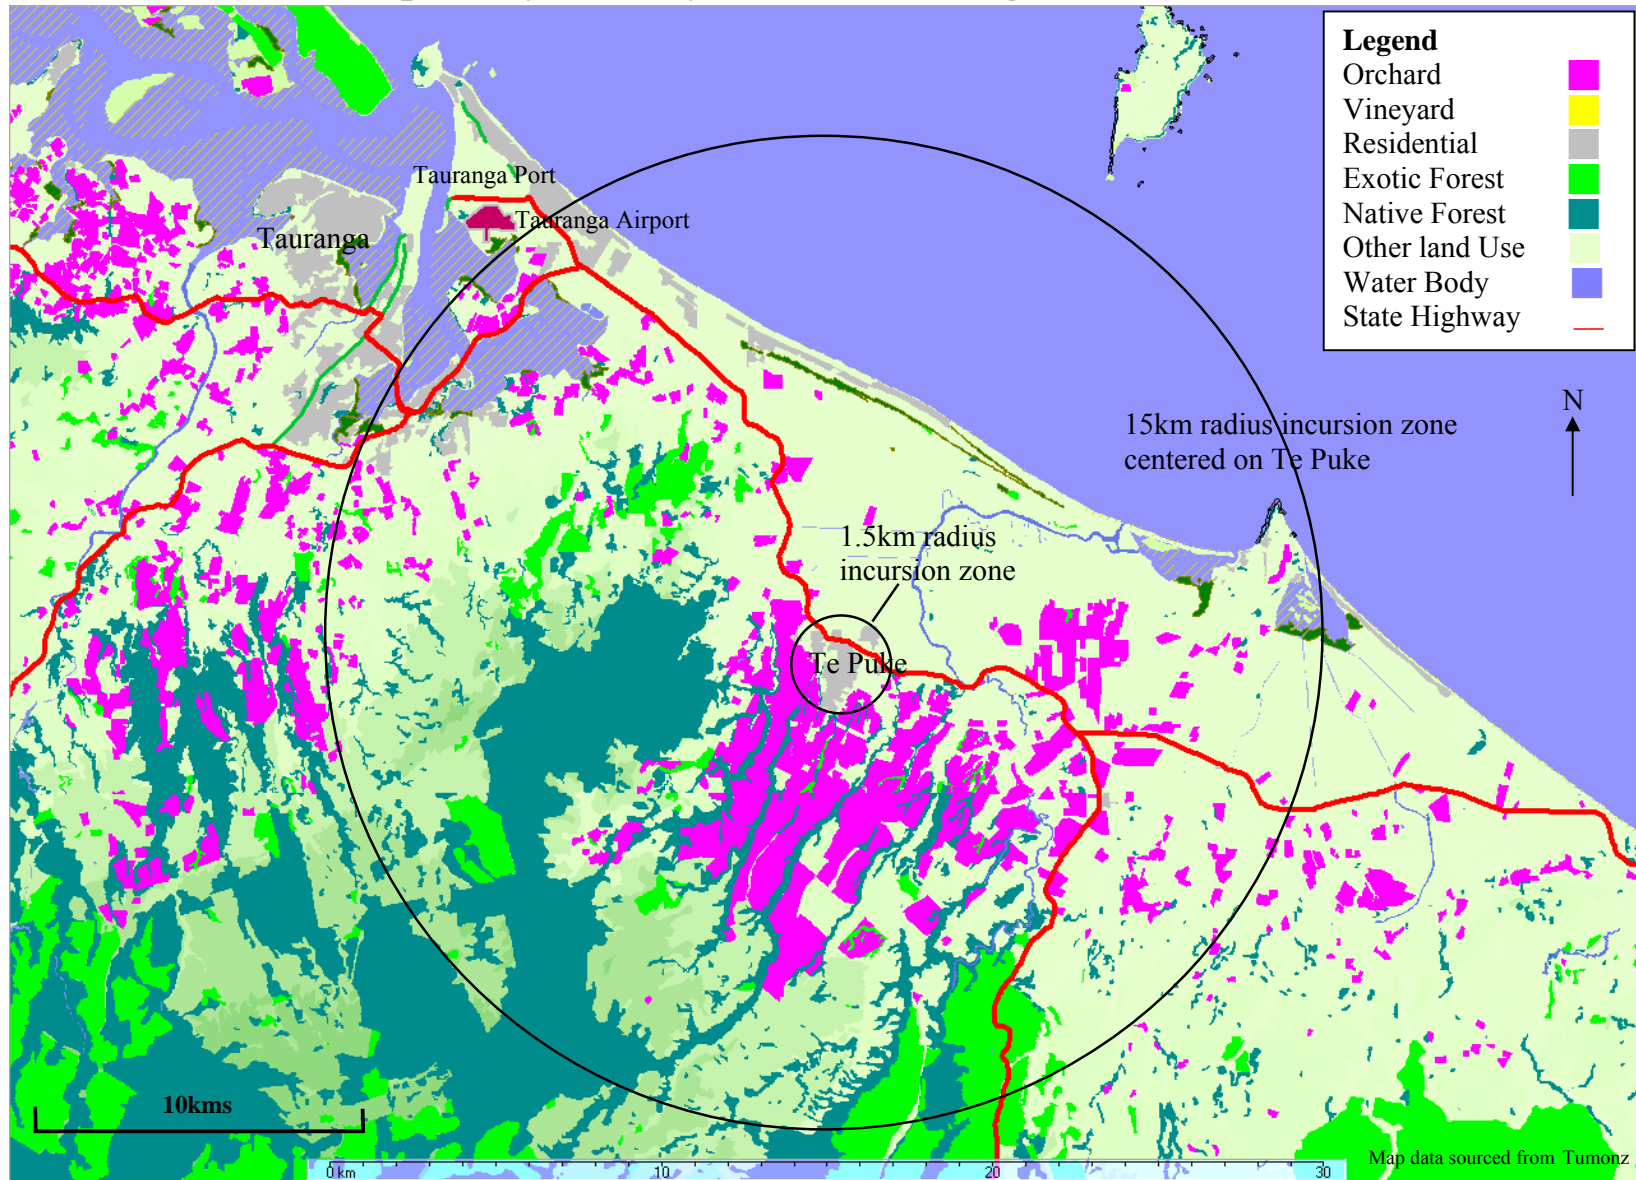 Legend
Orchard
Vineyard
Residential
Exotic Forest
Native Forest
Other land Use
Water Body
State Highway
Tauranga Port
Tauranga Airport
Tauranga
N
15km radius incursion zone
centered on Te Puke
1.5km radius
incursion zone
Te Puke
10kms
0 km 10 20 30
Map data sourced from Tumonz